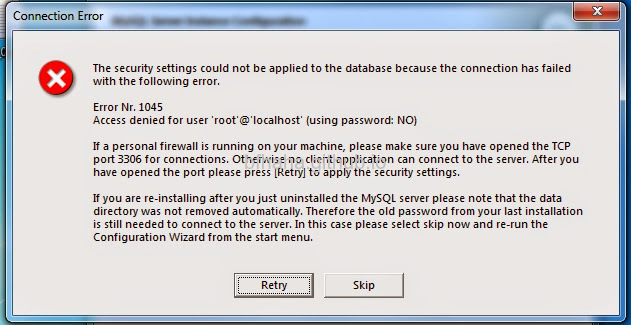 Connection Error
MySQL Server Instance Configuration
The security settings could not be applied to the database because the connection has failed
with the following error.
Error Nr. 1045
Access denied for user 'root'@'localhost' (using password: NO)
If a personal firewall is running on your machine, please make sure you have opened the TCP
port 3306 for connections. Otherwise no client application can connect to the server. After you
have opened the port please press [Retry] to apply the security settings.
If you are re-installing after you just uninstalled the MySQL server please note that the data
directory was not removed automatically. Therefore the old password from your last installation
is still needed to connect to the server. In this case please select skip now and re-run the
Configuration Wizard from the start menu.
Retry
Skip